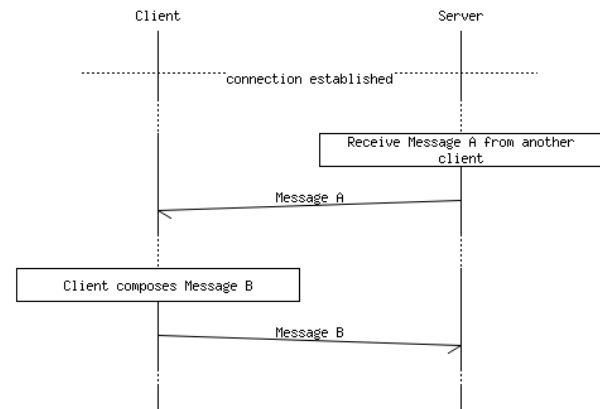 Client
Server
connection established
Receive Message A from another
client
Message A
Client composes Message B
Message B